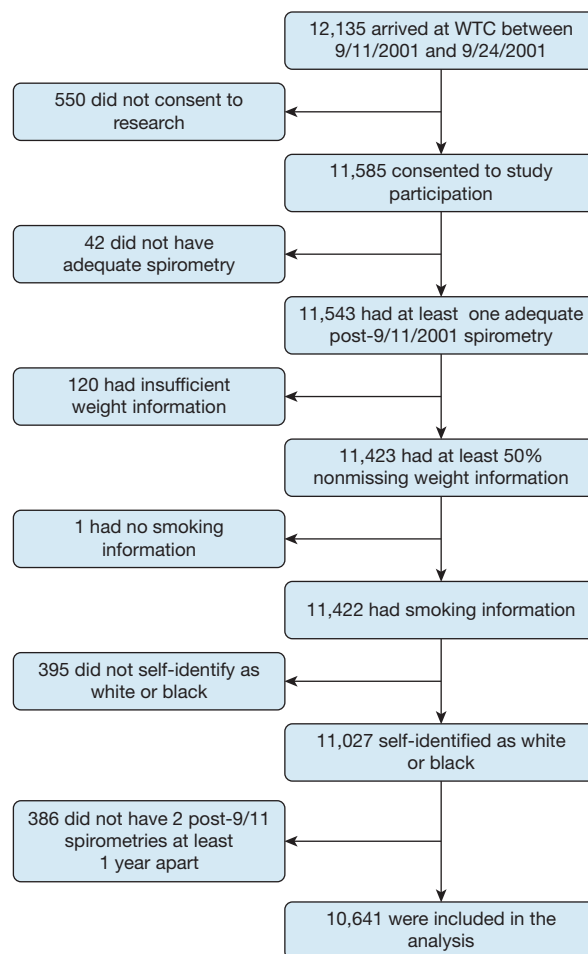 12,135 arrived at WTC between
9/11/2001 and 9/24/2001
550 did not consent to
research
11,585 consented to study
participation
42 did not have
adequate spirometry
11,543 had at least one adequate
post-9/11/2001 spirometry
120 had insufficient
weight information
11,423 had at least 50%
nonmissing weight information
1 had no smoking
information
11,422 had smoking information
395 did not self-identify as
white or black
11,027 self-identified as white
or black
386 did not have 2 post-9/11
spirometries at least
1 year apart
10,641 were included in the
analysis